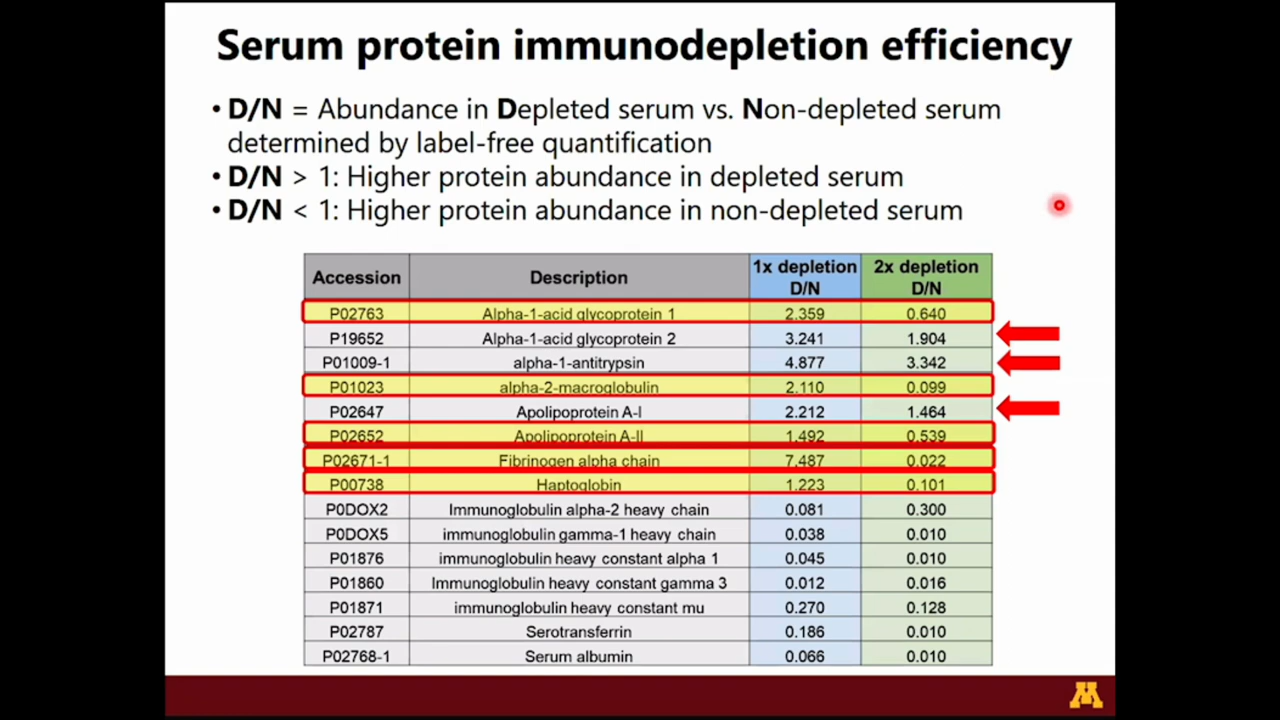 Serum protein immunodepletion efficiency
• D/N = Abundance in Depleted serum vs. Non-depleted serum
determined by label-free quantification
• D/N > 1: Higher protein abundance in depleted serum
• D/N < 1: Higher protein abundance in non-depleted serum
Accession Description 1x depletion D/N 2x depletion D/N
P02763 Alpha-1-acid glycoprotein 1 2.359 0.640
P19652 Alpha-1-acid glycoprotein 2 3.241 1.904
P01009-1 alpha-1-antitrypsin 4.877 3.342
P01023 alpha-2-macroglobulin 2.110 0.099
P02647 Apolipoprotein A-I 2.212 1.464
P02652 Apolipoprotein A-II 1.492 0.539
P02671-1 Fibrinogen alpha chain 7.487 0.022
P00738 Haptoglobin 1.223 0.101
P0DOX2 Immunoglobulin alpha-2 heavy chain 0.081 0.300
P0DOX5 immunoglobulin gamma-1 heavy chain 0.038 0.010
P01876 immunoglobulin heavy constant alpha 1 0.045 0.010
P01860 Immunoglobulin heavy constant gamma 3 0.012 0.016
P01871 immunoglobulin heavy constant mu 0.270 0.128
P02787 Serotransferrin 0.186 0.010
P02768-1 Serum albumin 0.066 0.010
M